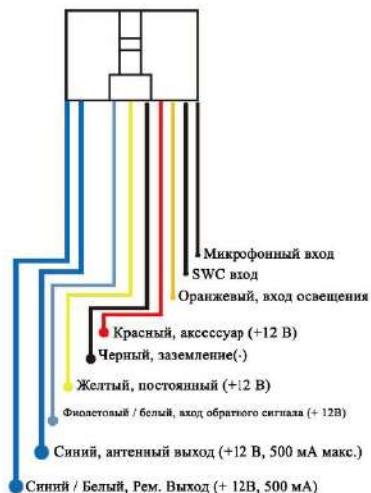 Микрофонный вход
SWC вход
Оранжевый, вход освещения
Красный, аксессуар (+12 В)
Черный, заземление(-)
Желтый, постоянный (+12 В)
Фиолетовый / белый, вход обратного сигнала (+ 12В)
Синий, антенный выход (+12 В, 500 мА макс.)
Синий / Белый, Рем. Выход (+ 12В, 500 мА)